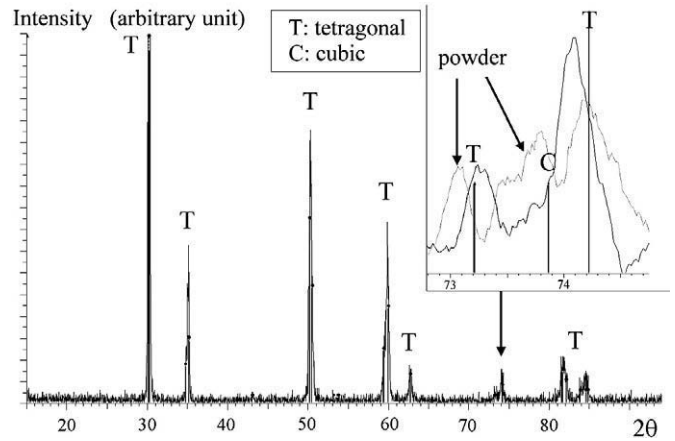 Intensity (arbitrary unit)
T: tetragonal
C: cubic
T
T
T
T
T
T
powder
T
C
T
73
74
20
30
40
50
60
70
80
2θ